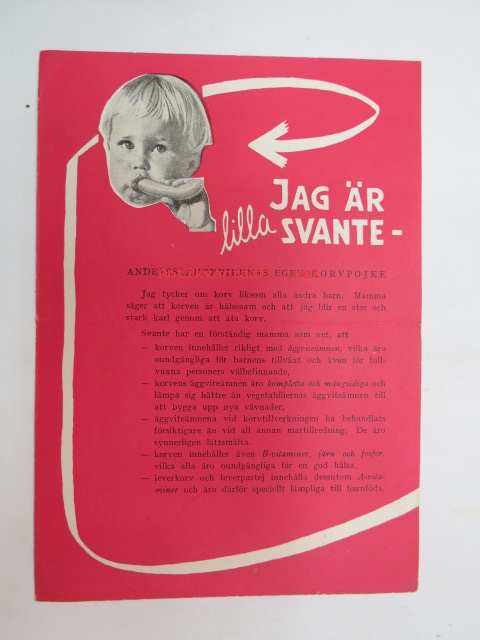 JAG ÄR
lilla SVANTE-
EGEN KORVPOJKE
Jag tycker om korv liksom alla andra barn. Mamma
säger att korven är hälsosam och att jag blir en stor och
stark karl genom att äta korv.
Svante har en förståndig mamma som vet, att
— korven innehåller rikligt med äggviteämnen, vilka äro
oundgängliga för barnens tillväxt och även för full-
vuxna personers välbefinnande,
— korvens äggviteämnen äro kompletta och mångsidiga och
lämpa sig bättre än vegetabiliernas äggviteämnen till
att bygga upp nya vävnader,
— äggviteämnena vid korvtillverkningen ha behandlats
försiktigare än vid all annan mattillredning. De äro
synnerligen lättsmälta.
— korven innehålles även B-vitaminer, järn och fosfor,
vilka alla äro oundgängliga för en god hälsa,
— leverkorv och leverpastej innehålla dessutom A-vita-
miner och äro därför speciellt lämpliga till barnföda.